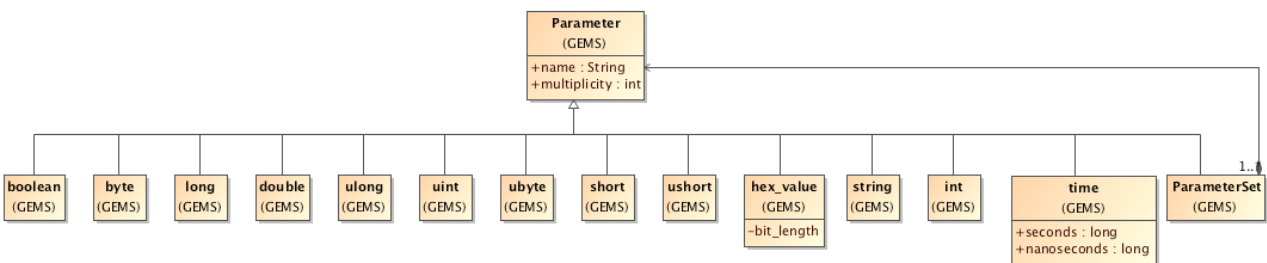 Parameter
(GEMS)
+name : String
+multiplicity : int
boolean
(GEMS)
byte
(GEMS)
long
(GEMS)
double
(GEMS)
ulong
(GEMS)
uint
(GEMS)
ubyte
(GEMS)
short
(GEMS)
ushort
(GEMS)
hex_value
(GEMS)
-bit_length
string
(GEMS)
int
(GEMS)
time
(GEMS)
+seconds : long
+nanoseconds : long
1..
ParameterSet
(GEMS)